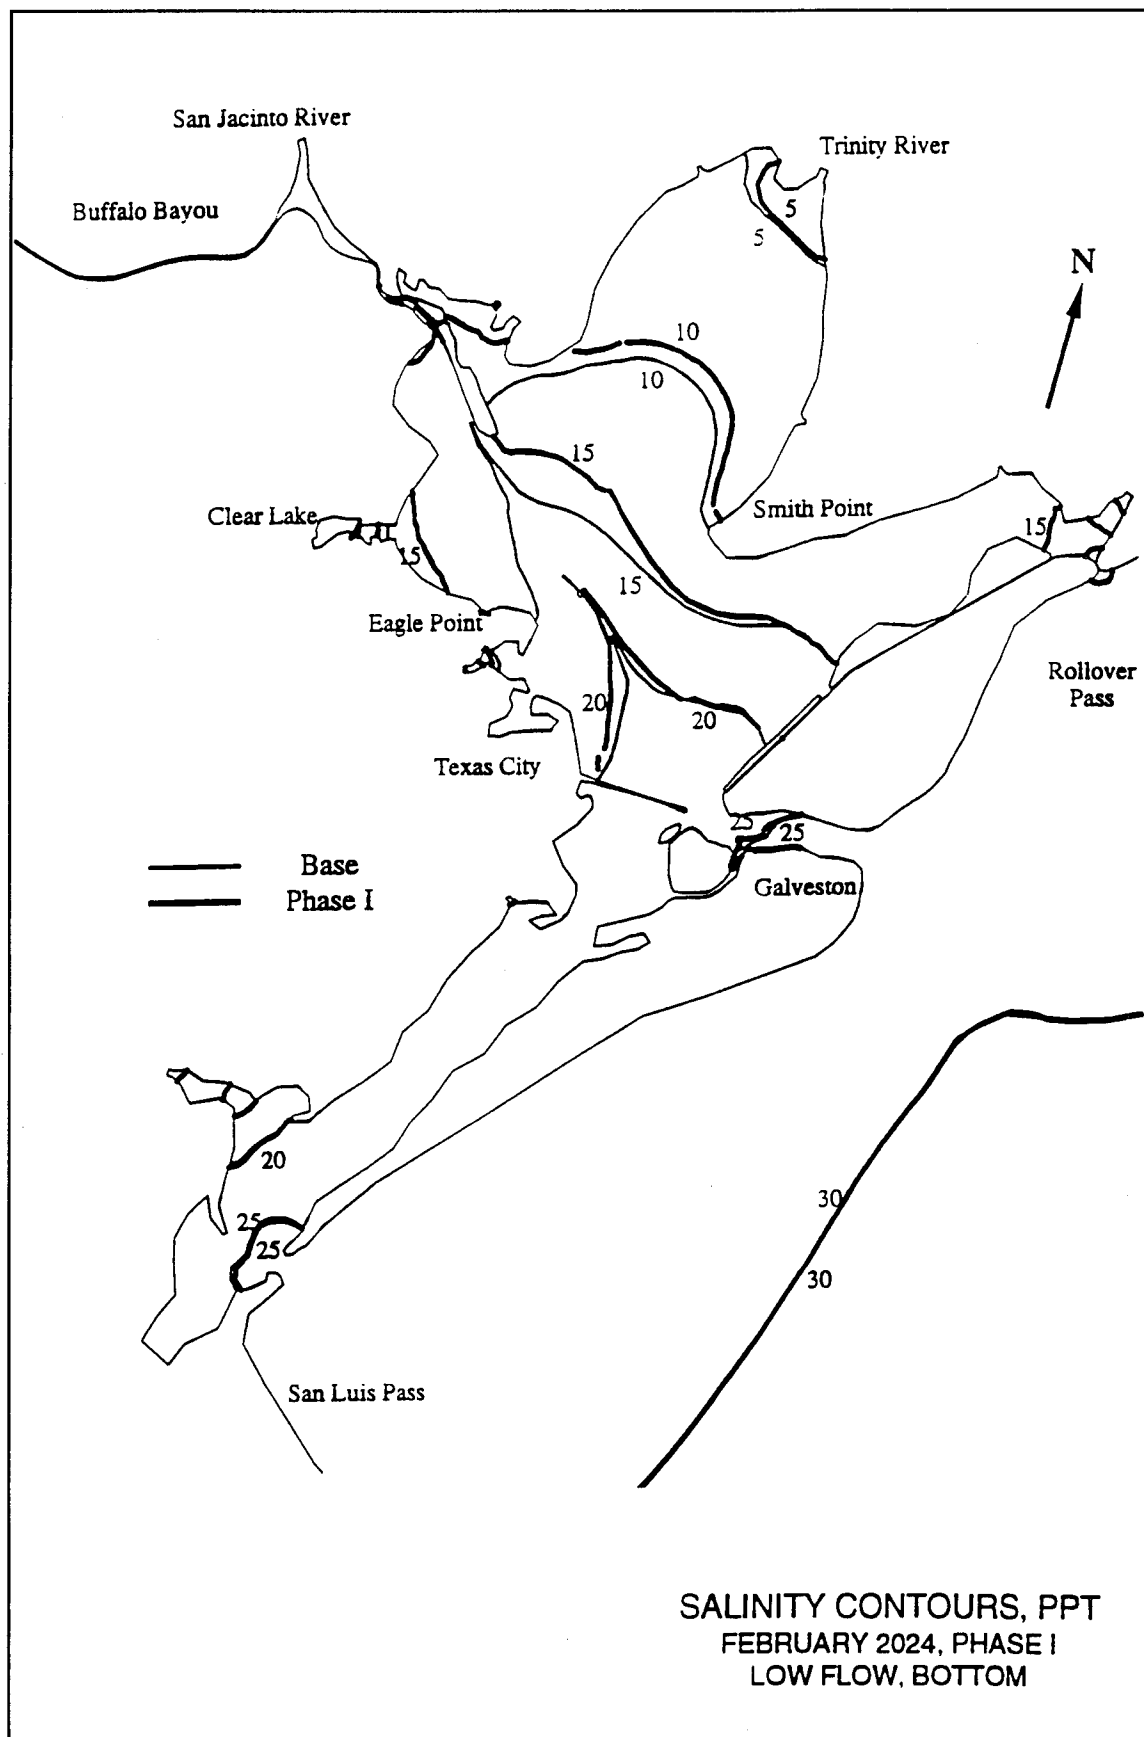 San Jacinto River
Trinity River
Buffalo Bayou
5
5
N
10
10
15
Smith Point
Clear Lake
15
15
15
Eagle Point
Rollover
Pass
20
20
Texas City
25
25
Base
Galveston
Phase I
20
25
25
30
30
San Luis Pass
SALINITY CONTOURS, PPT
FEBRUARY 2024, PHASE I
LOW FLOW, BOTTOM